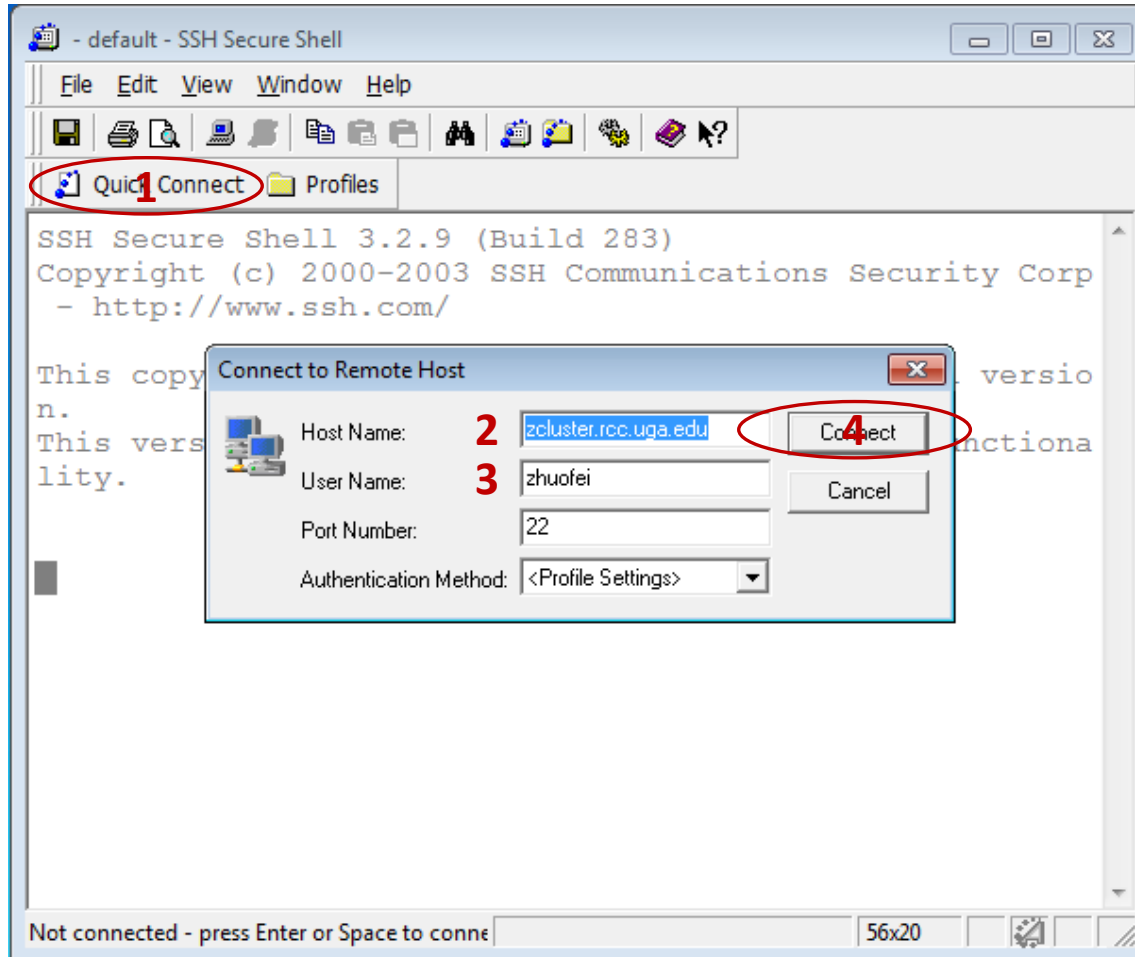 - default - SSH Secure Shell
File Edit View Window Help
Quick Connect Profiles
1
SSH Secure Shell 3.2.9 (Build 283)
Copyright (c) 2000-2003 SSH Communications Security Corp
- http://www.ssh.com/
This copy versio
n.
This vers nctiona
lity.
Connect to Remote Host
Host Name: 2 zcluster.rcc.uga.edu Connect
4
User Name: 3 zhuofei Cancel
Port Number: 22
Authentication Method: <Profile Settings>
Not connected - press Enter or Space to conne 56x20